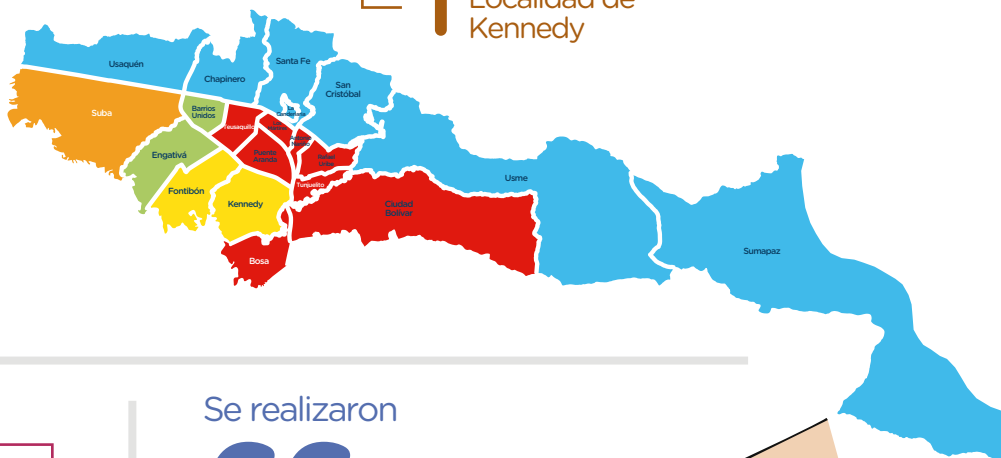 Localidad de
Kennedy
Usaquén
Chapinero
Santa Fe
San
Cristóbal
Suba
Barrios
Unidos
La
Candelaria
Teusaquillo
Engativá
Puente
Aranda
Rafael
Uribe
Fontibón
Kennedy
Tunjuelito
Usme
Ciudad
Bolívar
Bosa
Sumapaz
Se realizaron